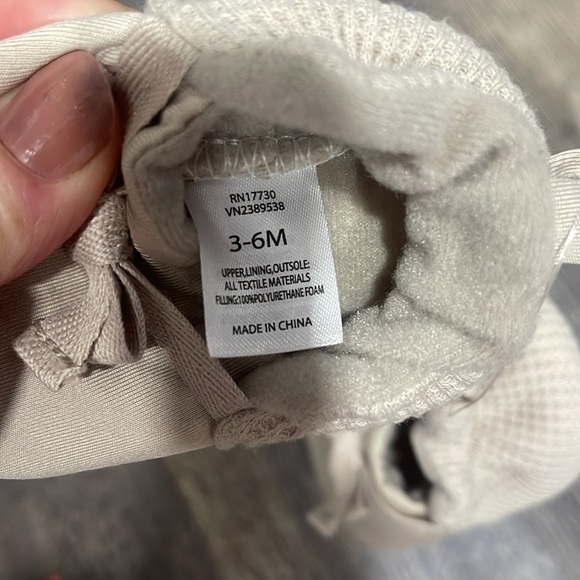 RN17730
VN2389538
3-6M
UPPER,LINING,OUTSOLE:
ALL TEXTILE MATERIALS
FILLING:100%POLYURETHANE FOAM
MADE IN CHINA